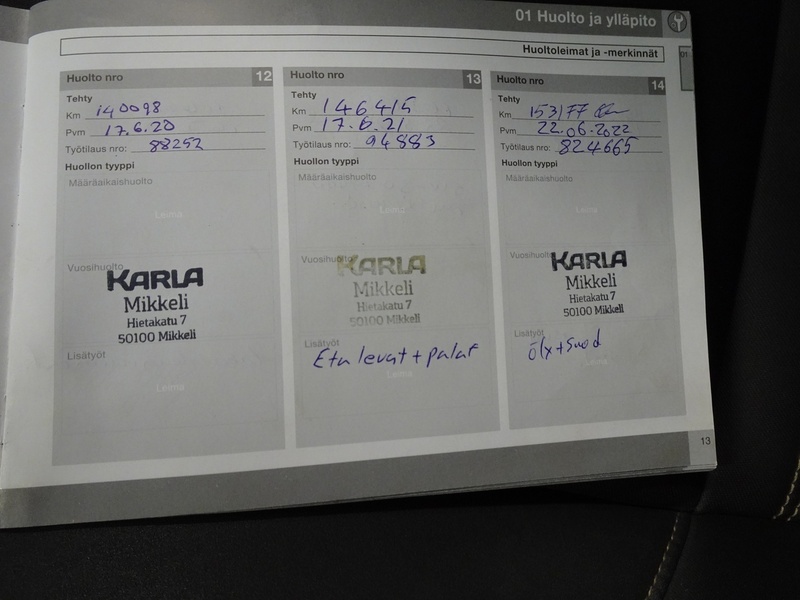 01 Huolto ja ylläpito
Huoltoleimat ja -merkinnät
01
Huolto nro 12
Tehty
Km 140098
Pvm 17.6.20
Työtilaus nro: 88252
Huollon tyyppi
Määräaikaishuolto
Leima
Vuosihuolto
KARLA
Mikkeli
Hietakatu 7
50100 Mikkeli
Lisätyöt
Leima
Huolto nro 13
Tehty
Km 146415
Pvm 17.6.21
Työtilaus nro: 94883
Huollon tyyppi
Määräaikaishuolto
Leima
Vuosihuolto
KARLA
Mikkeli
Hietakatu 7
50100 Mikkeli
Lisätyöt
Etu levyt + palat
Leima
Huolto nro 14
Tehty
Km 153177
Pvm 22.06.2022
Työtilaus nro: 824665
Huollon tyyppi
Määräaikaishuolto
Leima
Vuosihuolto
KARLA
Mikkeli
Hietakatu 7
50100 Mikkeli
Lisätyöt
+ suod
Leima
13